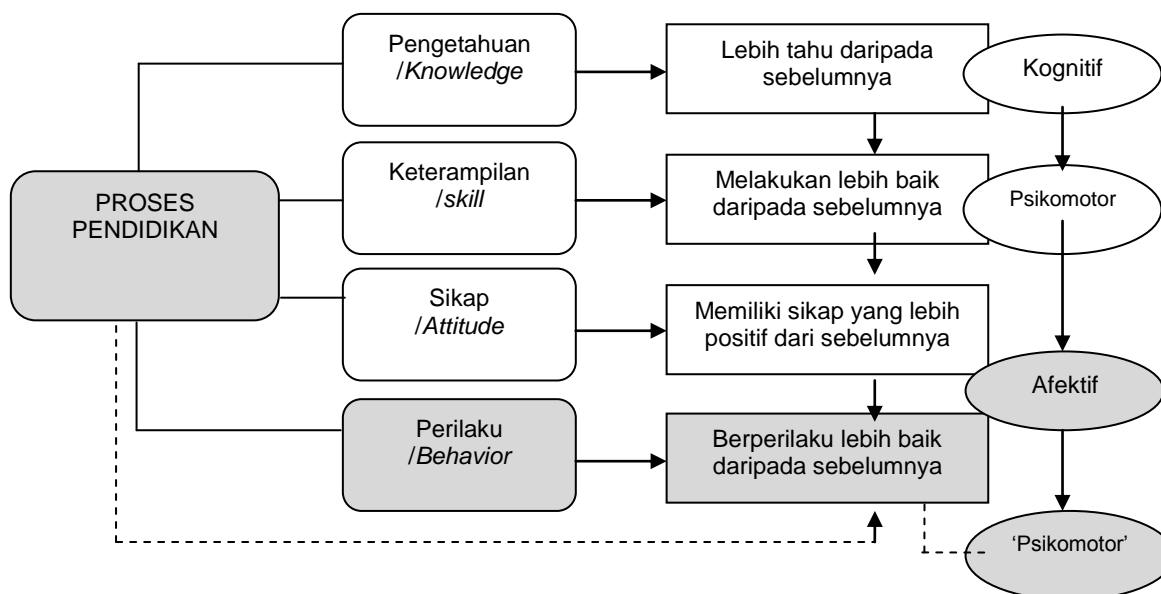 Pengetahuan
/Knowledge
Lebih tahu daripada
sebelumnya
Kognitif
PROSES
PENDIDIKAN
Keterampilan
/skill
Melakukan lebih baik
daripada sebelumnya
Psikomotor
Sikap
/Attitude
Memiliki sikap yang lebih
positif dari sebelumnya
Afektif
Perilaku
/Behavior
Berperilaku lebih baik
daripada sebelumnya
‘Psikomotor’